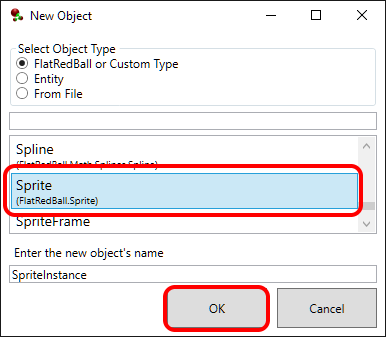 New Object
Select Object Type
FlatRedBall or Custom Type
Entity
From File
Spline
(FlatRedBall.Math.Splines.Spline)
Sprite
(FlatRedBall.Sprite)
SpriteFrame
Enter the new object's name
SpriteInstance
OK
Cancel